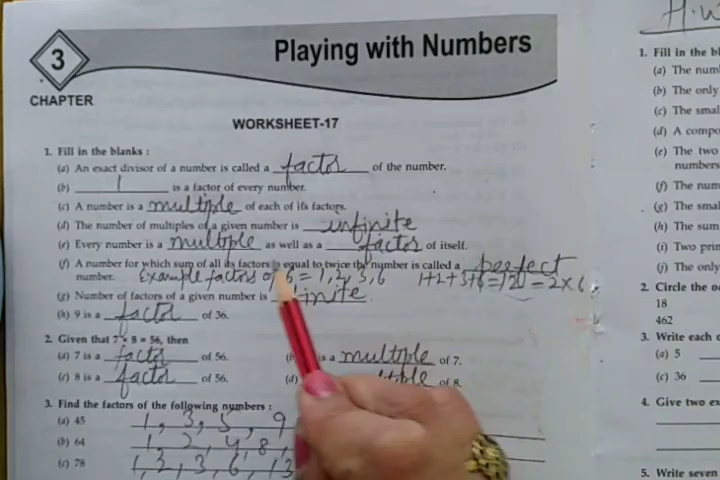 3
CHAPTER
Playing with Numbers
WORKSHEET-17
1. Fill in the blanks :
(a) An exact divisor of a number is called a factor of the number.
(b) 1 is a factor of every number.
(c) A number is a multiple of each of its factors.
(d) The number of multiples of a given number is infinite
(e) Every number is a multiple as well as a factor of itself.
(f) A number for which sum of all its factors is equal to twice the number is called a perfect
number. Example factors of 6 = 1, 2, 3, 6 1+2+3+6=12 = 2×6
(g) Number of factors of a given number is finite.
(h) 9 is a factor of 36.
2. Given that 7 × 8 = 56, then
(a) 7 is a factor of 56.
is a multiple of 7.
(c) 8 is a factor of 56.
(d) of 8.
3. Find the factors of the following numbers :
(a) 45 1, 3, 5, 9
(b) 64 1, 2, 4, 8,
(c) 78 1, 2, 3, 6, 13
H.W
1. Fill in the bl
(a) The num
(b) The only
(c) The smal
(d) A compo
(e) The two
numbers
(f) The num
(g) The smal
(h) The sum
(i) Two prin
(j) The only
2. Circle the
18
462
3. Write each
(a) 5
(c) 36
4. Give two ex
5. Write seven